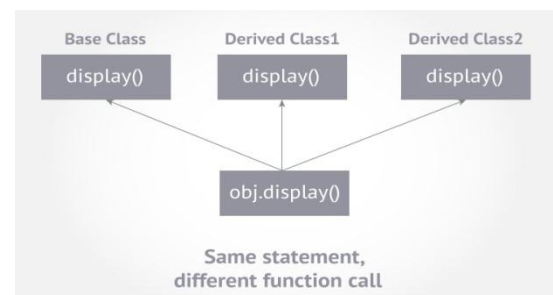 Base Class Derived Class1 Derived Class2
display() display() display()
obj.display()
Same statement,
different function call